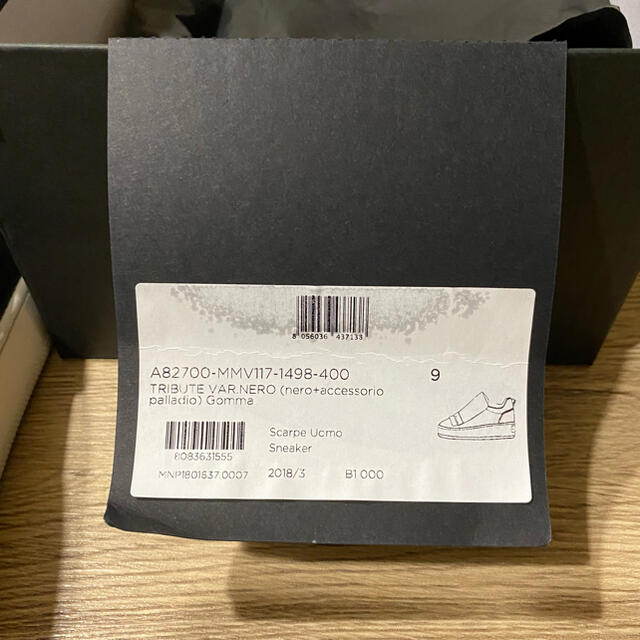 8 056036 437133
A82700-MMV117-1498-400 9
TRIBUTE VAR.NERO (nero+accessorio
palladio) Gomma
8083631555
Scarpe Uomo
Sneaker
MNP1801637.0007 2018/3 B1 000